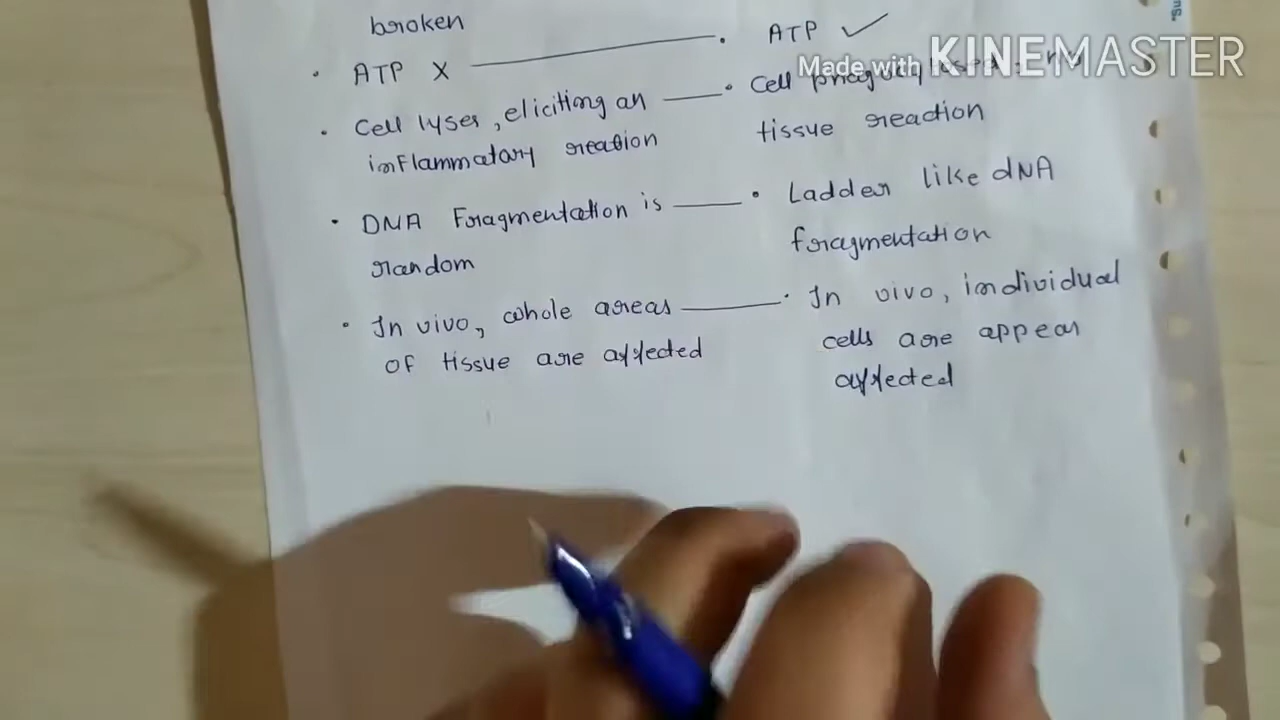 broken
ATP X ATP ✓
Made with KINEMASTER
• Cell lyses, eliciting an • Cell
inflammatory reation tissue reaction
• DNA Fragmentation is • Ladder like dNA
random fragmentation
• In vivo, whole areas • In vivo, individual
of tissue are affected cells are appear
affected